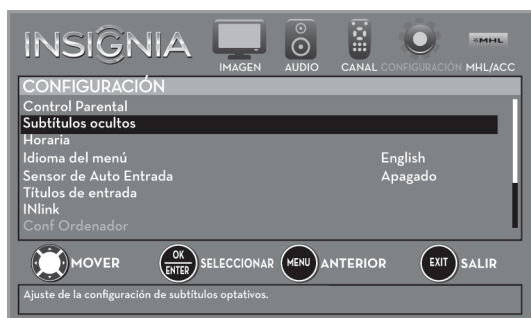 INSIGNIA
IMAGEN AUDIO CANAL CONFIGURACIÓN MHL/ACC
MHL
CONFIGURACIÓN
Control Parental
Subtítulos ocultos
Horaria
Idioma del menú English
Sensor de Auto Entrada Apagado
Títulos de entrada
INlink
Conf Ordenador
MOVER OK ENTER SELECCIONAR MENU ANTERIOR EXIT SALIR
Ajuste de la configuración de subtítulos optativos.